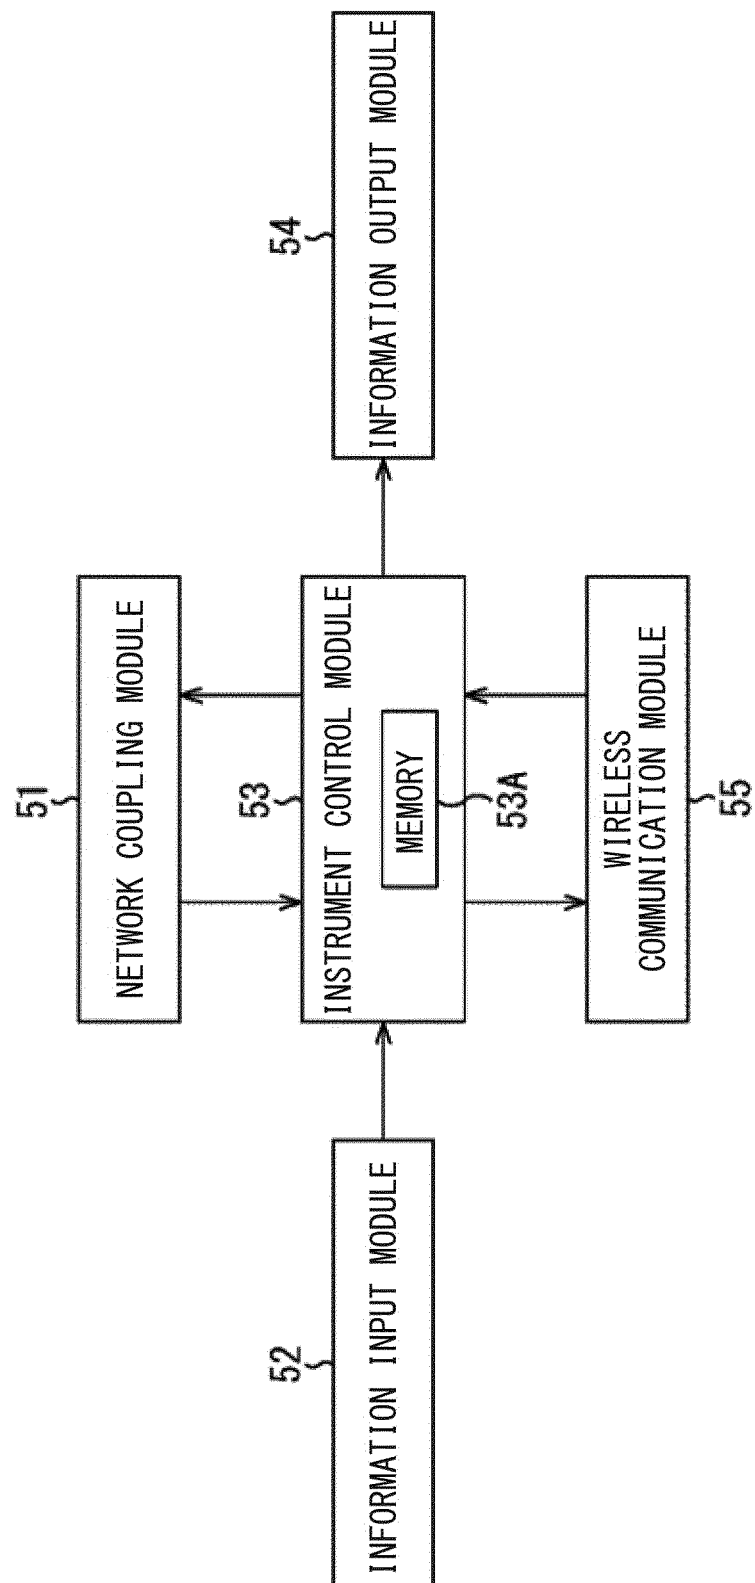 51
NETWORK COUPLING MODULE
52
INFORMATION INPUT MODULE
53
INSTRUMENT CONTROL MODULE
MEMORY
53A
54
INFORMATION OUTPUT MODULE
WIRELESS
COMMUNICATION MODULE
55